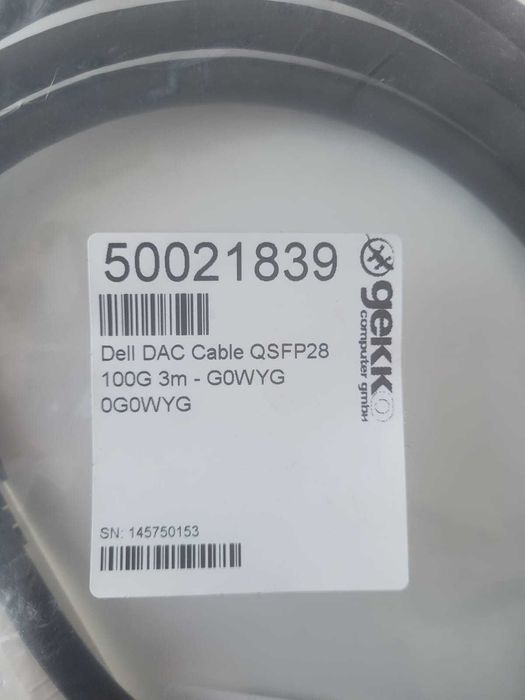 50021839
gekko
computer gmbh
Dell DAC Cable QSFP28
100G 3m - G0WYG
0G0WYG
SN: 145750153